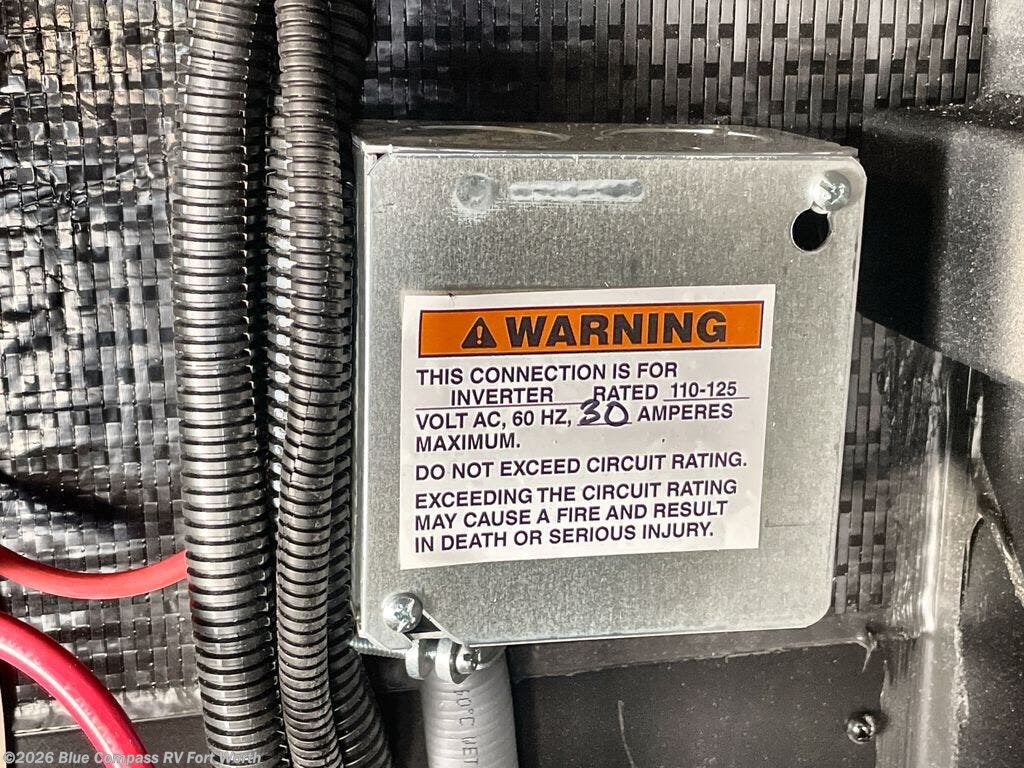 ⚠ WARNING
THIS CONNECTION IS FOR
INVERTER RATED 110-125
VOLT AC, 60 HZ, 30 AMPERES
MAXIMUM.
DO NOT EXCEED CIRCUIT RATING.
EXCEEDING THE CIRCUIT RATING
MAY CAUSE A FIRE AND RESULT
IN DEATH OR SERIOUS INJURY.
©2026 Blue Compass RV Fort Worth